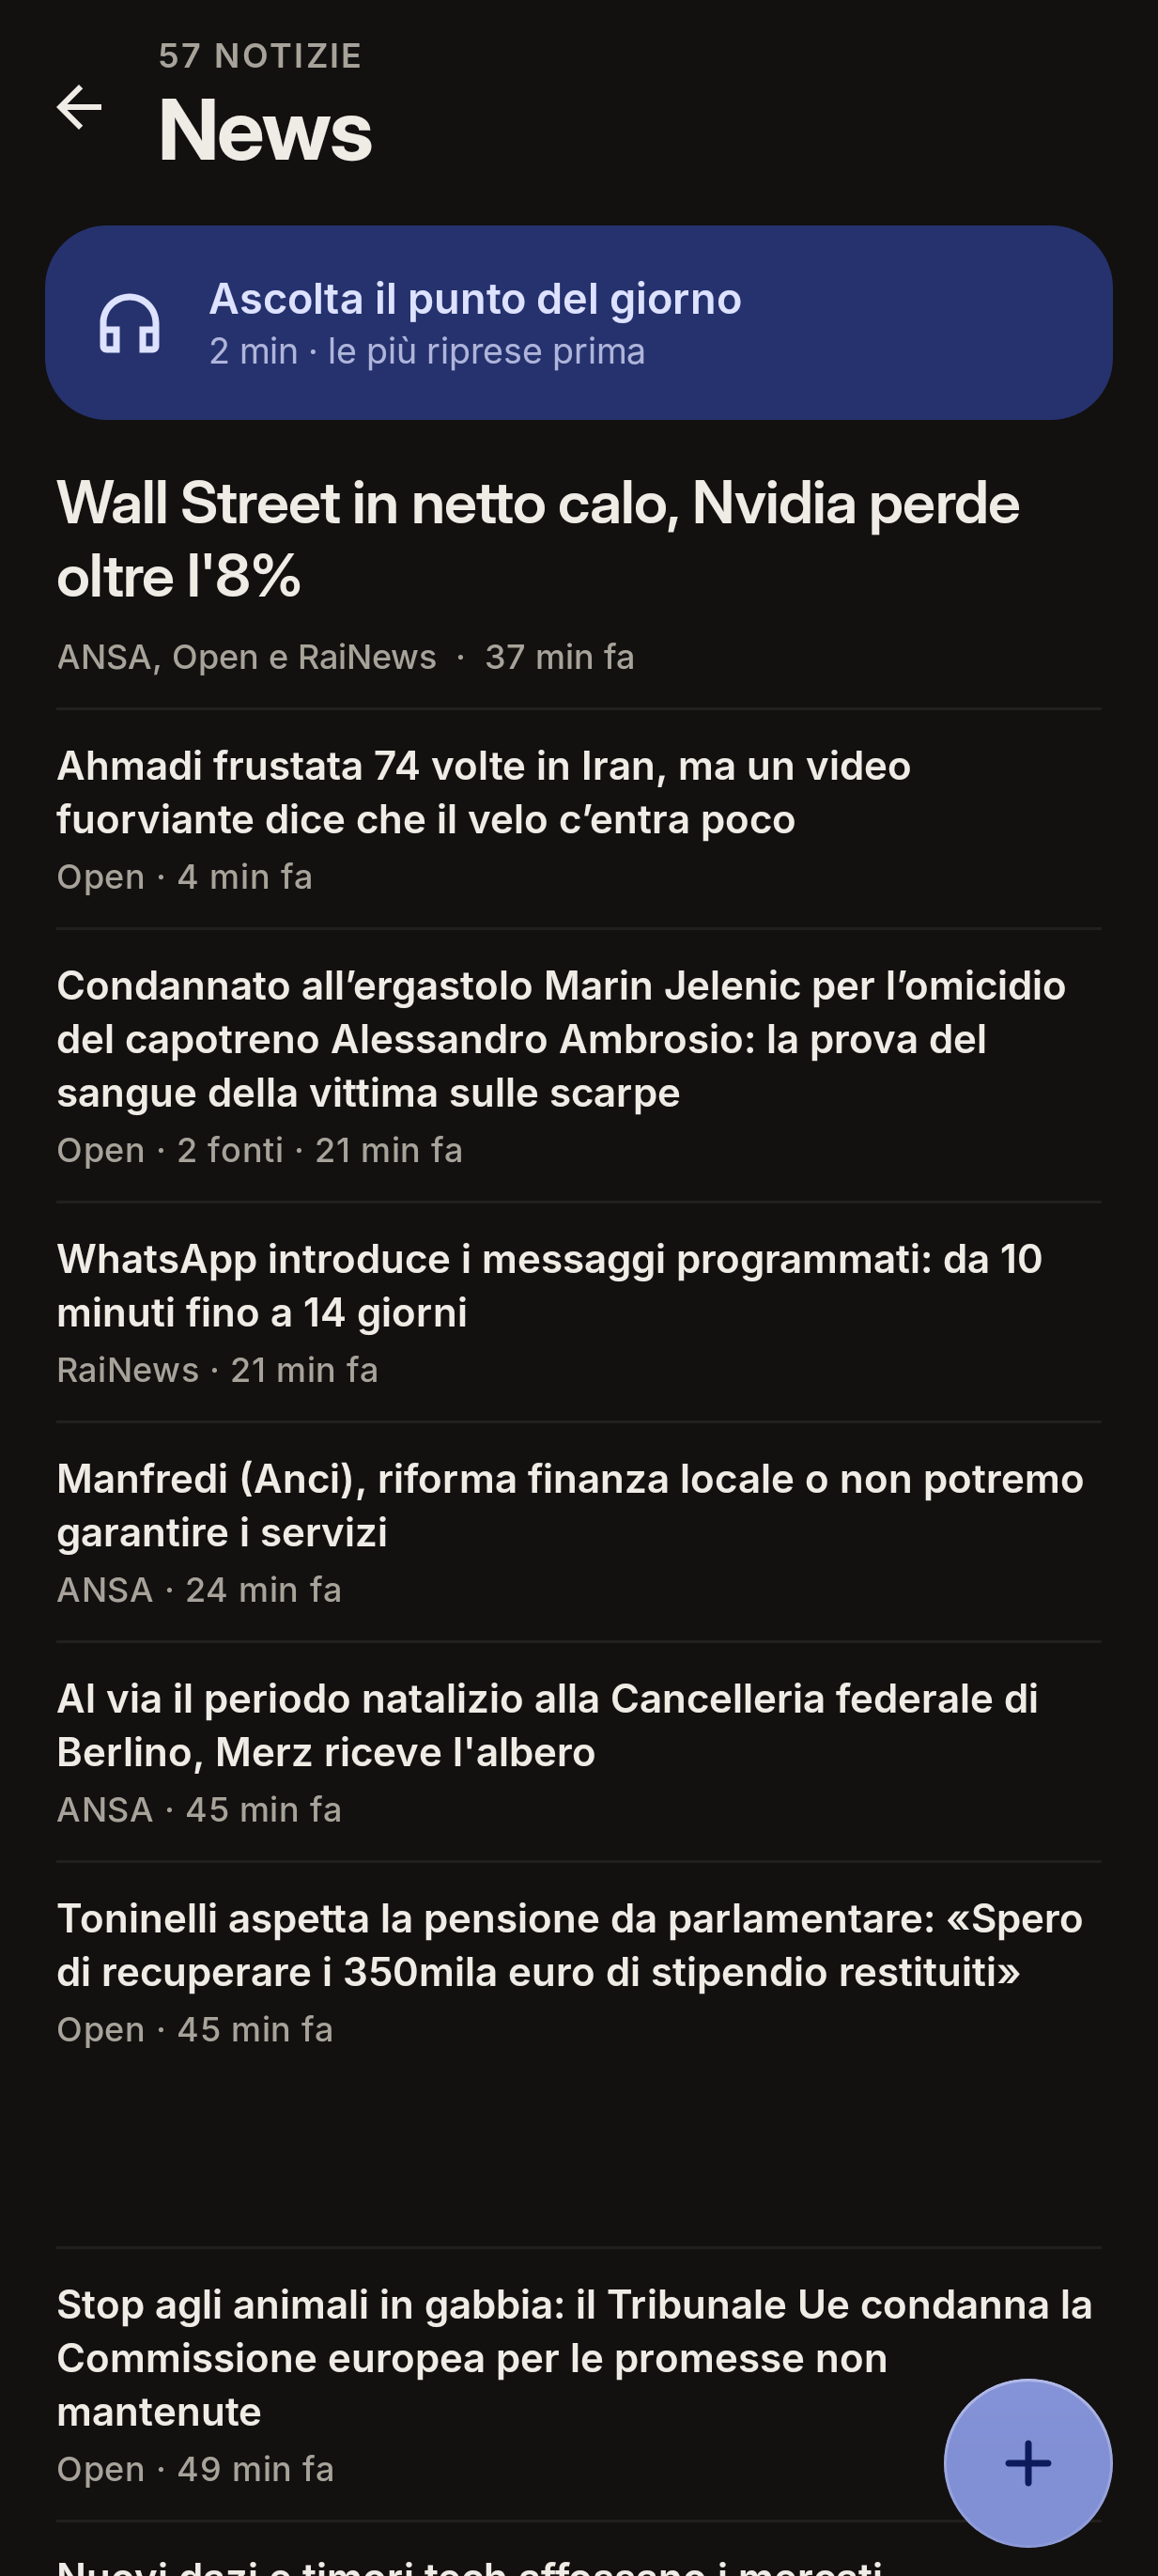 57 NOTIZIE
News
Ascolta il punto del giorno
2 min · le più riprese prima
Wall Street in netto calo, Nvidia perde
oltre l'8%
ANSA, Open e RaiNews · 37 min fa
Ahmadi frustata 74 volte in Iran, ma un video
fuorviante dice che il velo c’entra poco
Open · 4 min fa
Condannato all’ergastolo Marin Jelenic per l’omicidio
del capotreno Alessandro Ambrosio: la prova del
sangue della vittima sulle scarpe
Open · 2 fonti · 21 min fa
WhatsApp introduce i messaggi programmati: da 10
minuti fino a 14 giorni
RaiNews · 21 min fa
Manfredi (Anci), riforma finanza locale o non potremo
garantire i servizi
ANSA · 24 min fa
Al via il periodo natalizio alla Cancelleria federale di
Berlino, Merz riceve l'albero
ANSA · 45 min fa
Toninelli aspetta la pensione da parlamentare: «Spero
di recuperare i 350mila euro di stipendio restituiti»
Open · 45 min fa
Stop agli animali in gabbia: il Tribunale Ue condanna la
Commissione europea per le promesse non
mantenute
Open · 49 min fa
Nuovi dazi e timori tech affossano i mercati